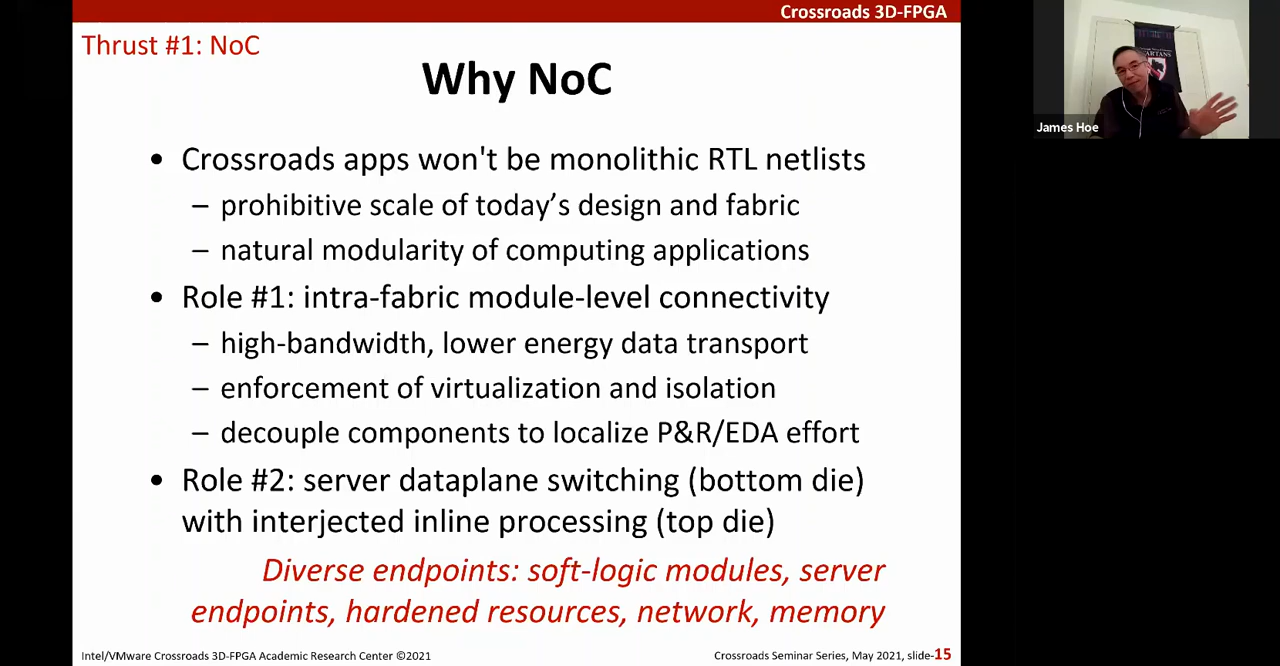 Crossroads 3D-FPGA
Thrust #1: NoC
Why NoC
• Crossroads apps won't be monolithic RTL netlists
– prohibitive scale of today's design and fabric
– natural modularity of computing applications
• Role #1: intra-fabric module-level connectivity
– high-bandwidth, lower energy data transport
– enforcement of virtualization and isolation
– decouple components to localize P&R/EDA effort
• Role #2: server dataplane switching (bottom die)
with interjected inline processing (top die)
Diverse endpoints: soft-logic modules, server
endpoints, hardened resources, network, memory
Intel/VMware Crossroads 3D-FPGA Academic Research Center ©2021
Crossroads Seminar Series, May 2021, slide-15
James Hoe